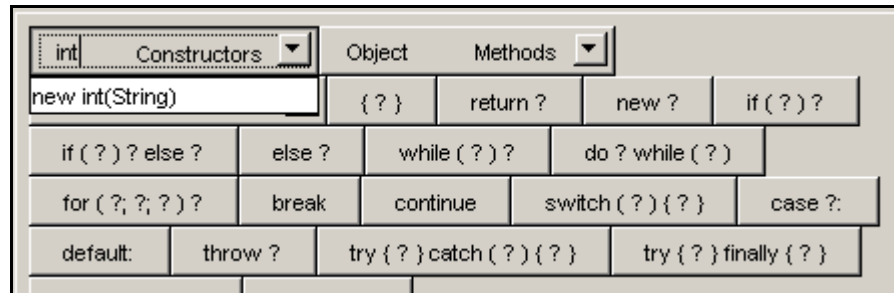 int Constructors Object Methods
new int(String) { ? } return ? new ? if ( ? ) ?
if ( ? ) ? else ? else ? while ( ? ) ? do ? while ( ? )
for ( ?; ?; ? ) ? break continue switch ( ? ) { ? } case ?:
default: throw ? try { ? } catch ( ? ) { ? } try { ? } finally { ? }